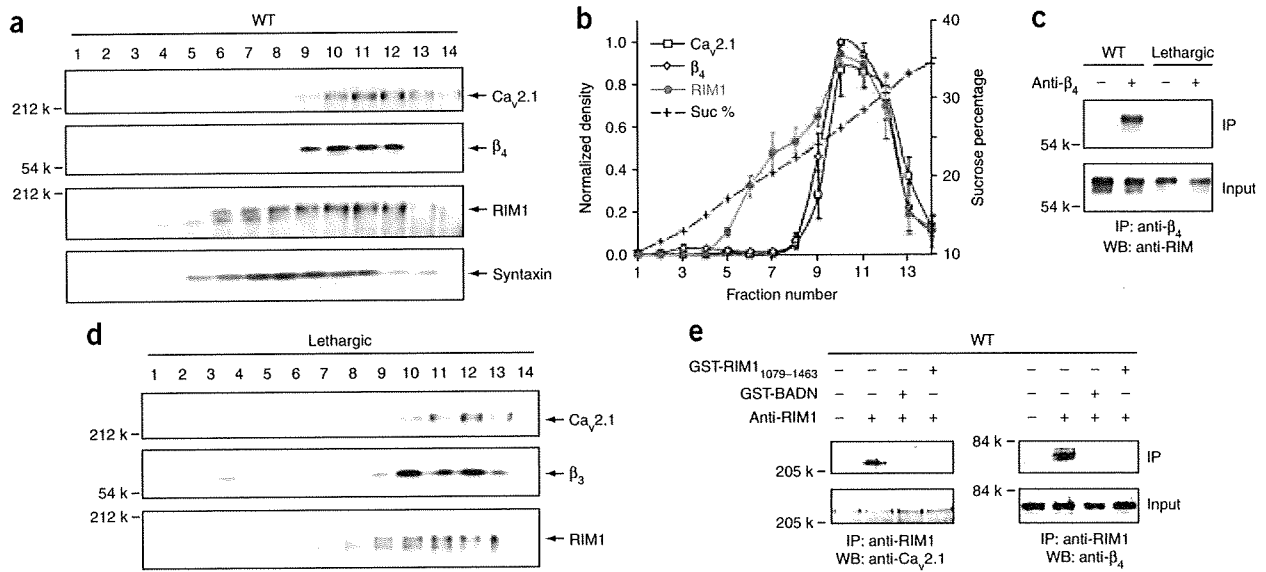 a
WT
1 2 3 4 5 6 7 8 9 10 11 12 13 14
212 k
Caᵥ2.1
54 k
β₄
212 k
RIM1
Syntaxin
b
Normalized density
1.0
0.8
0.6
0.4
0.2
0.0
Caᵥ2.1
β₄
RIM1
Suc %
40
30
20
10
Sucrose percentage
1 3 5 7 9 11 13
Fraction number
c
WT Lethargic
Anti-β₄ – + – +
54 k
IP
54 k
Input
IP: anti-β₄
WB: anti-RIM
d
Lethargic
1 2 3 4 5 6 7 8 9 10 11 12 13 14
212 k
Caᵥ2.1
54 k
β₃
212 k
RIM1
e
WT
GST-RIM1₁₀₇₉₋₁₄₆₃ – – – + – – – +
GST-BADN – – + – – – + –
Anti-RIM1 – + + + – + + +
205 k
84 k
IP
205 k
84 k
Input
IP: anti-RIM1
WB: anti-Caᵥ2.1
IP: anti-RIM1
WB: anti-β₄